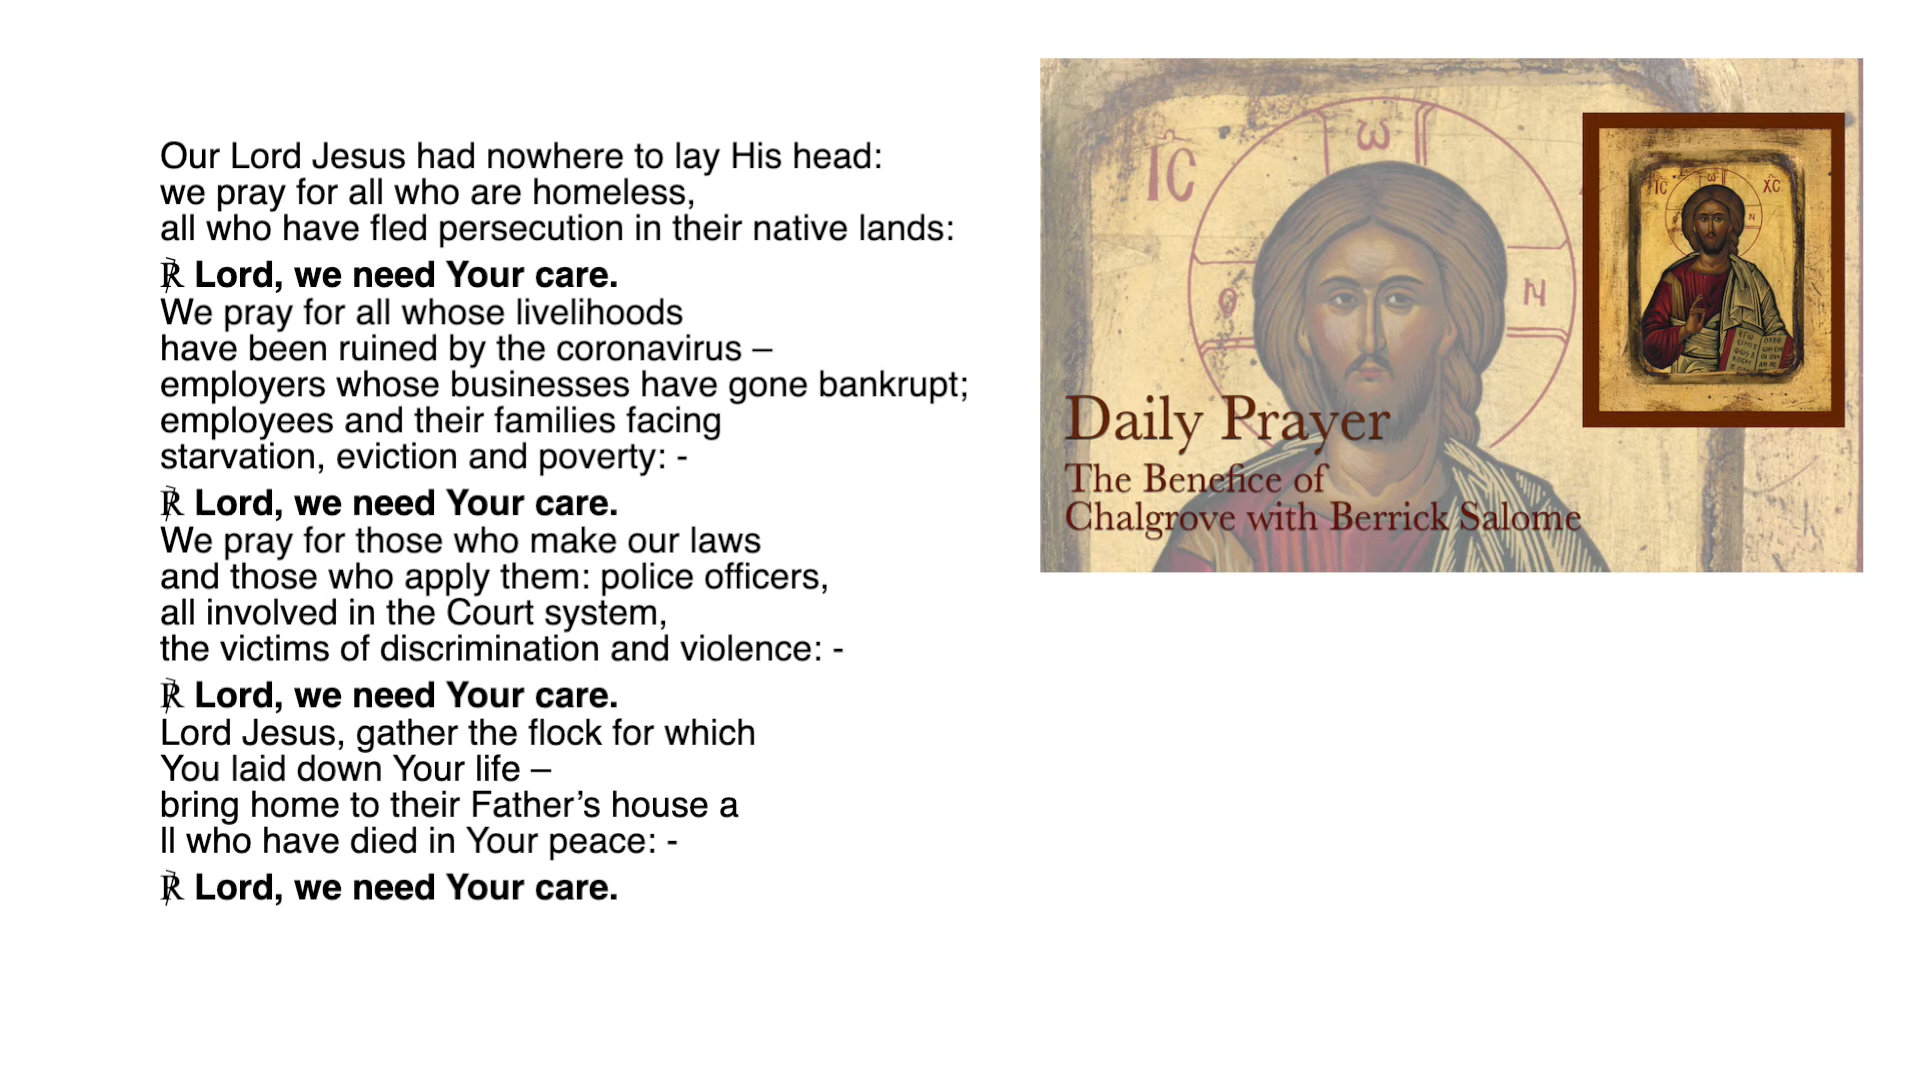 Our Lord Jesus had nowhere to lay His head:
we pray for all who are homeless,
all who have fled persecution in their native lands:
℟ Lord, we need Your care.
We pray for all whose livelihoods
have been ruined by the coronavirus –
employers whose businesses have gone bankrupt;
employees and their families facing
starvation, eviction and poverty: -
℟ Lord, we need Your care.
We pray for those who make our laws
and those who apply them: police officers,
all involved in the Court system,
the victims of discrimination and violence: -
℟ Lord, we need Your care.
Lord Jesus, gather the flock for which
You laid down Your life –
bring home to their Father’s house a
ll who have died in Your peace: -
℟ Lord, we need Your care.
ω
IC
Θ N
Daily Prayer
The Benefice of
Chalgrove with Berrick Salome
IC ω XC
N